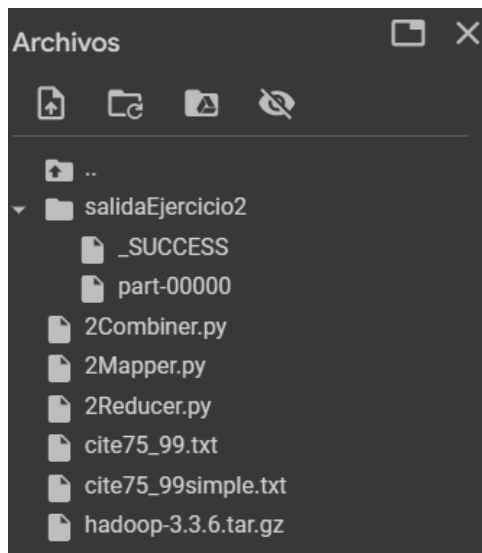 Archivos
..
salidaEjercicio2
_SUCCESS
part-00000
2Combiner.py
2Mapper.py
2Reducer.py
cite75_99.txt
cite75_99simple.txt
hadoop-3.3.6.tar.gz